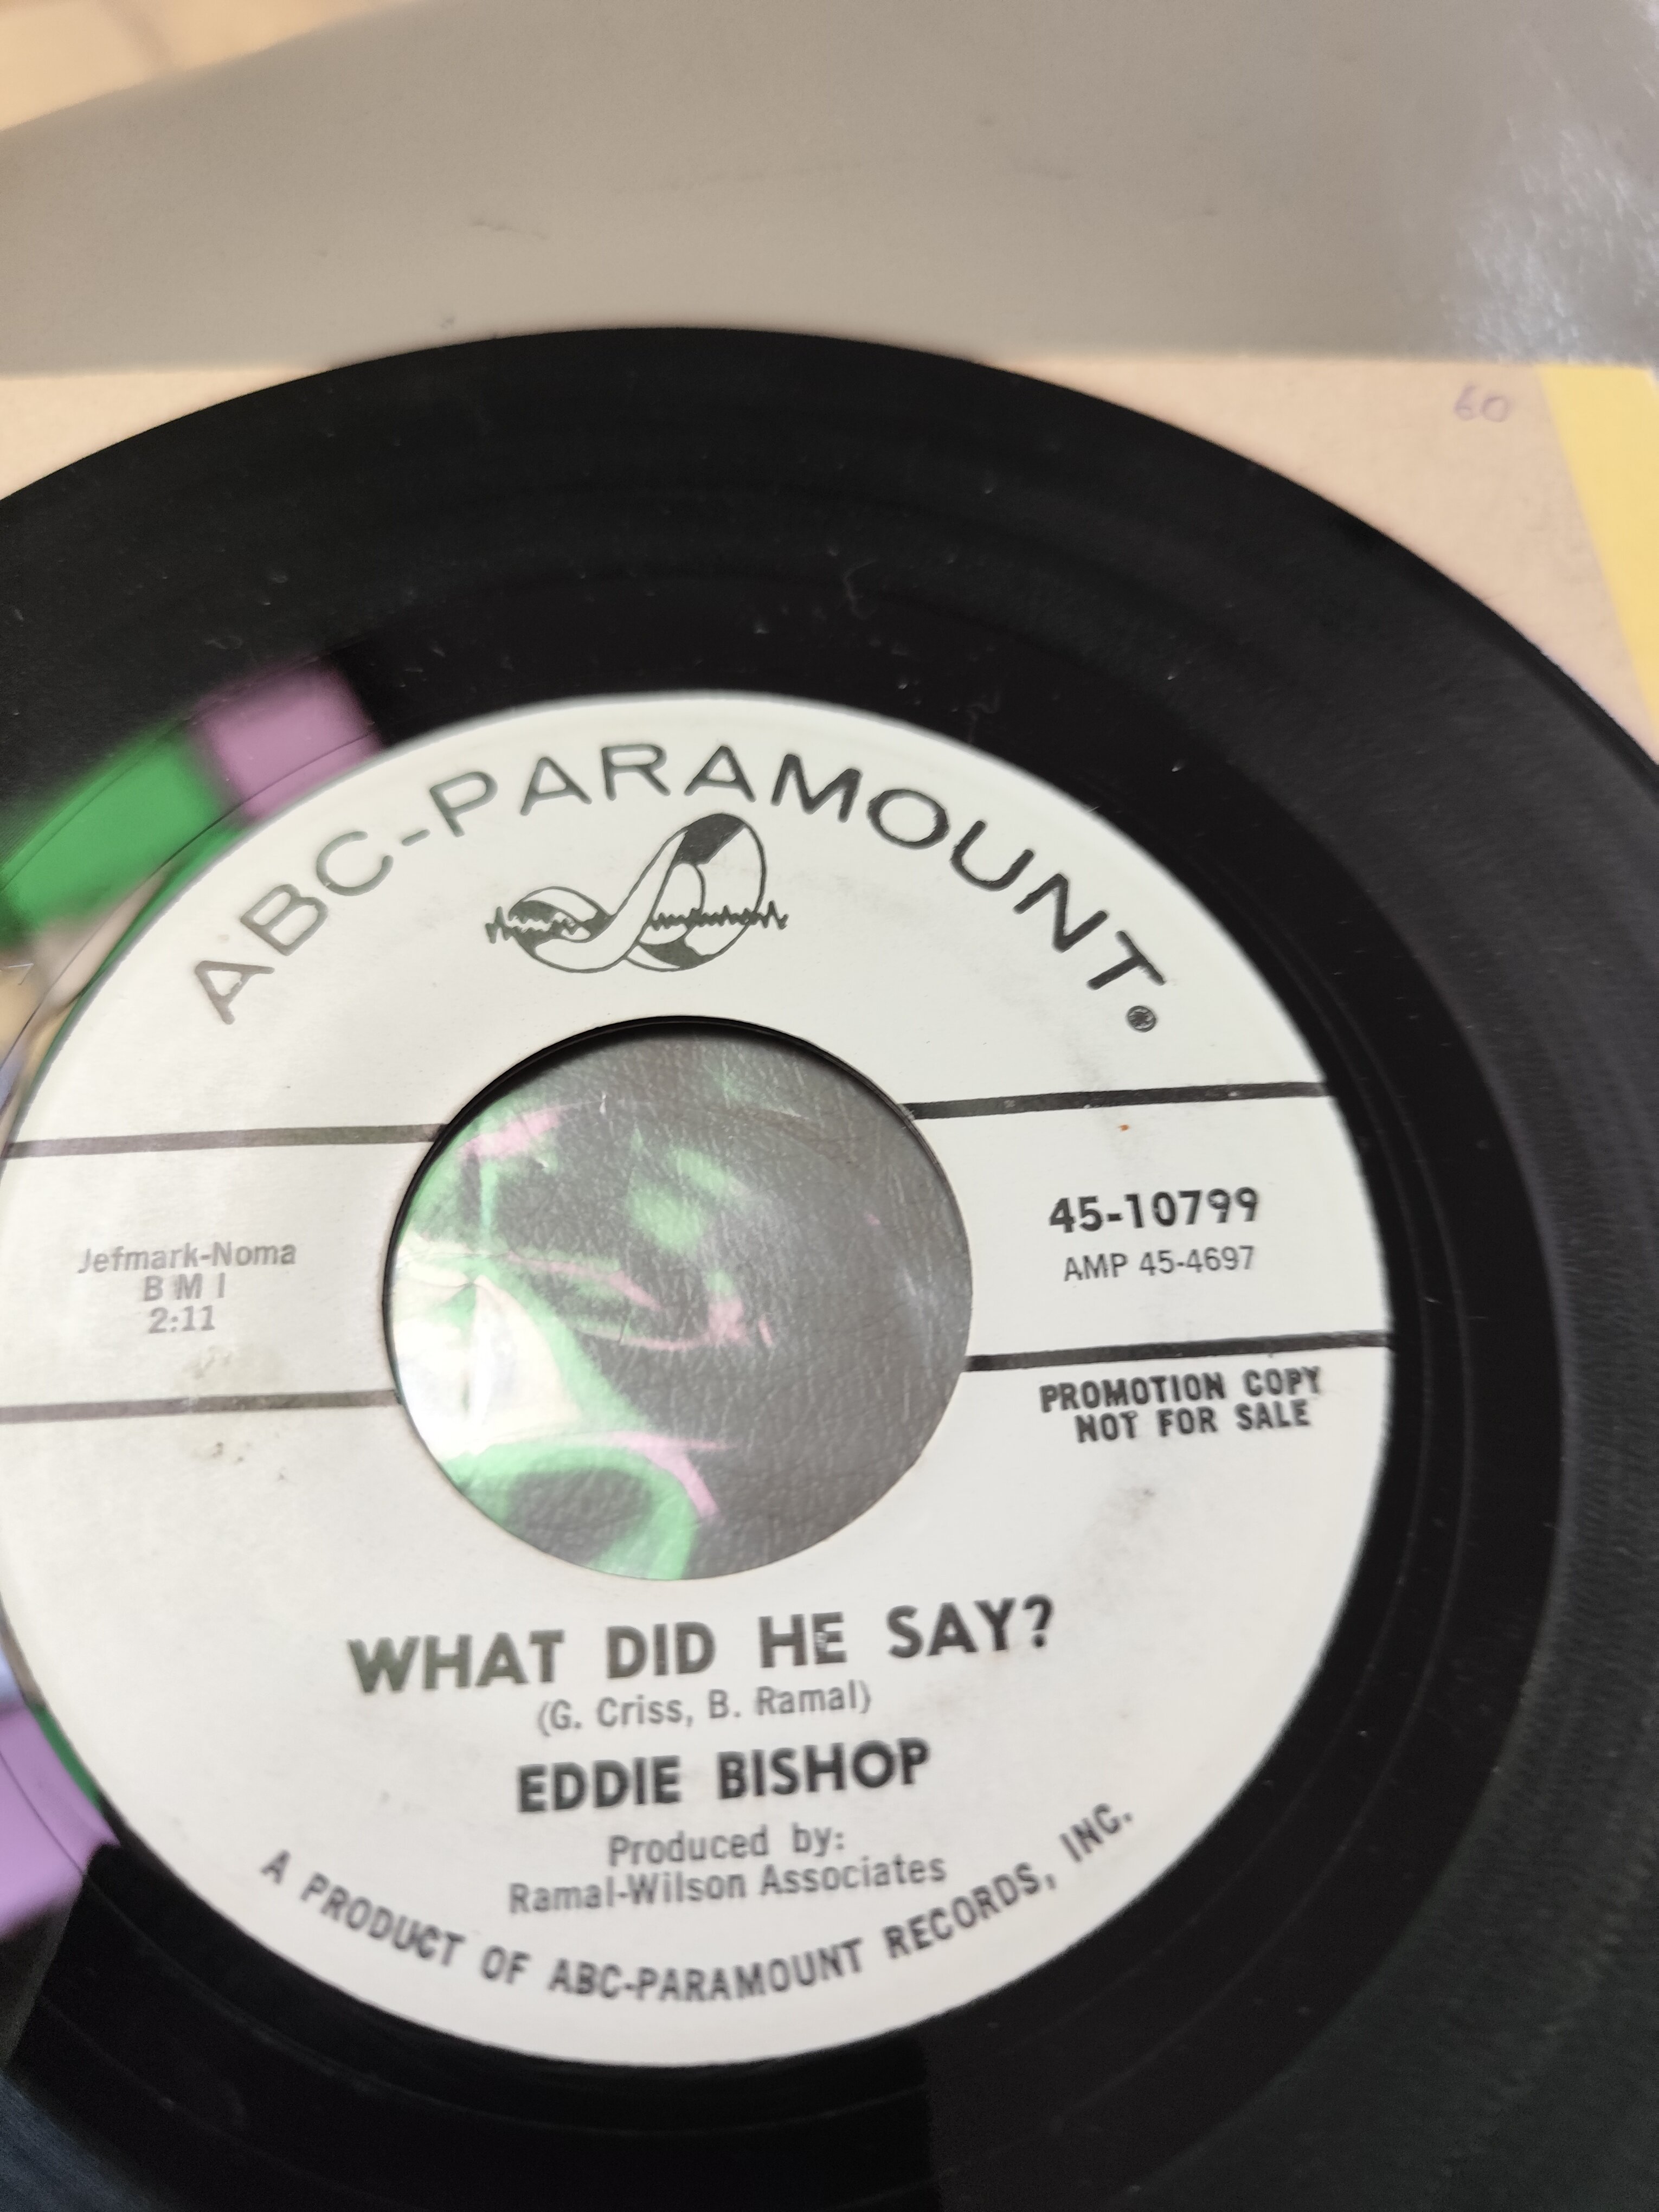 60
ABC-PARAMOUNT®
Jefmark-Noma
B M I
2:11
45-10799
AMP 45-4697
PROMOTION COPY
NOT FOR SALE
WHAT DID HE SAY?
(G. Criss, B. Ramal)
EDDIE BISHOP
Produced by:
Ramal-Wilson Associates
A PRODUCT OF ABC-PARAMOUNT RECORDS, INC.